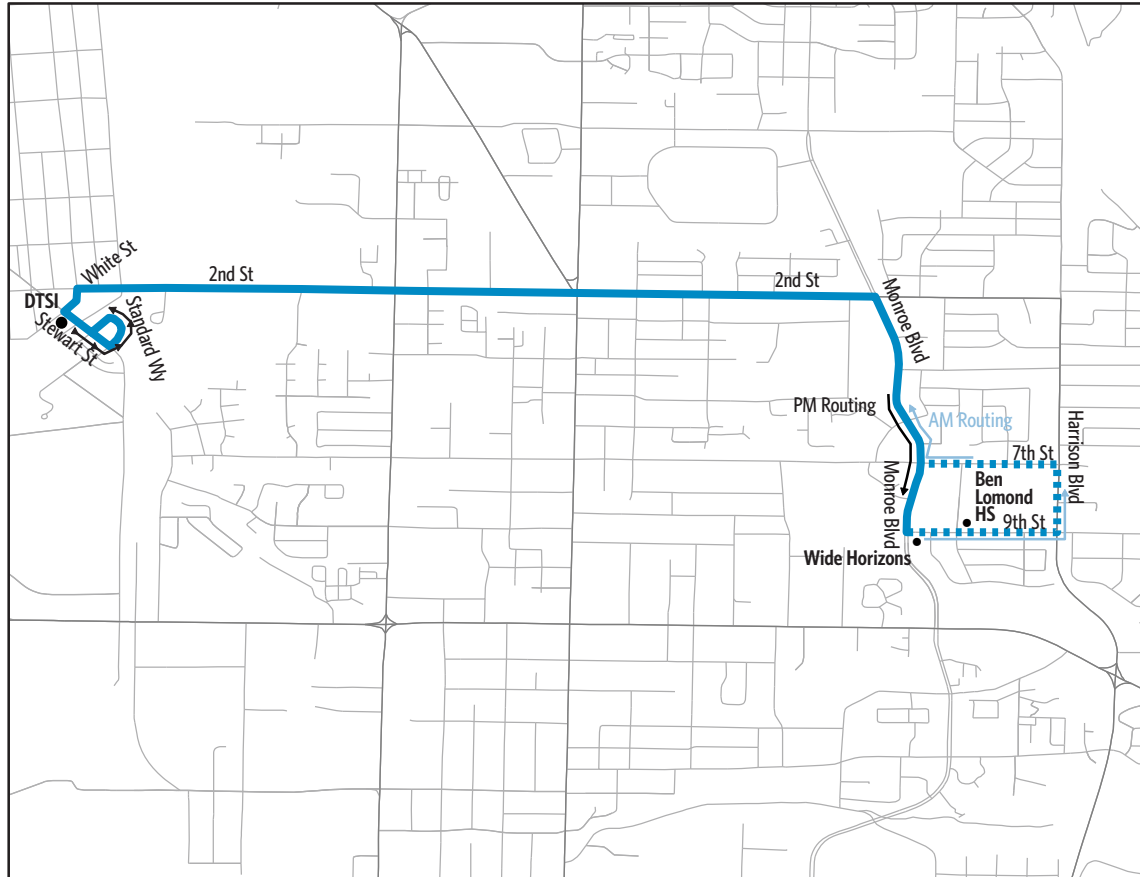 White St
2nd St
2nd St
DTSI
Stewart St
Standard Wy
Monroe Blvd
PM Routing
AM Routing
Harrison Blvd
7th St
Monroe Blvd
Ben
Lomond
HS
9th St
Wide Horizons